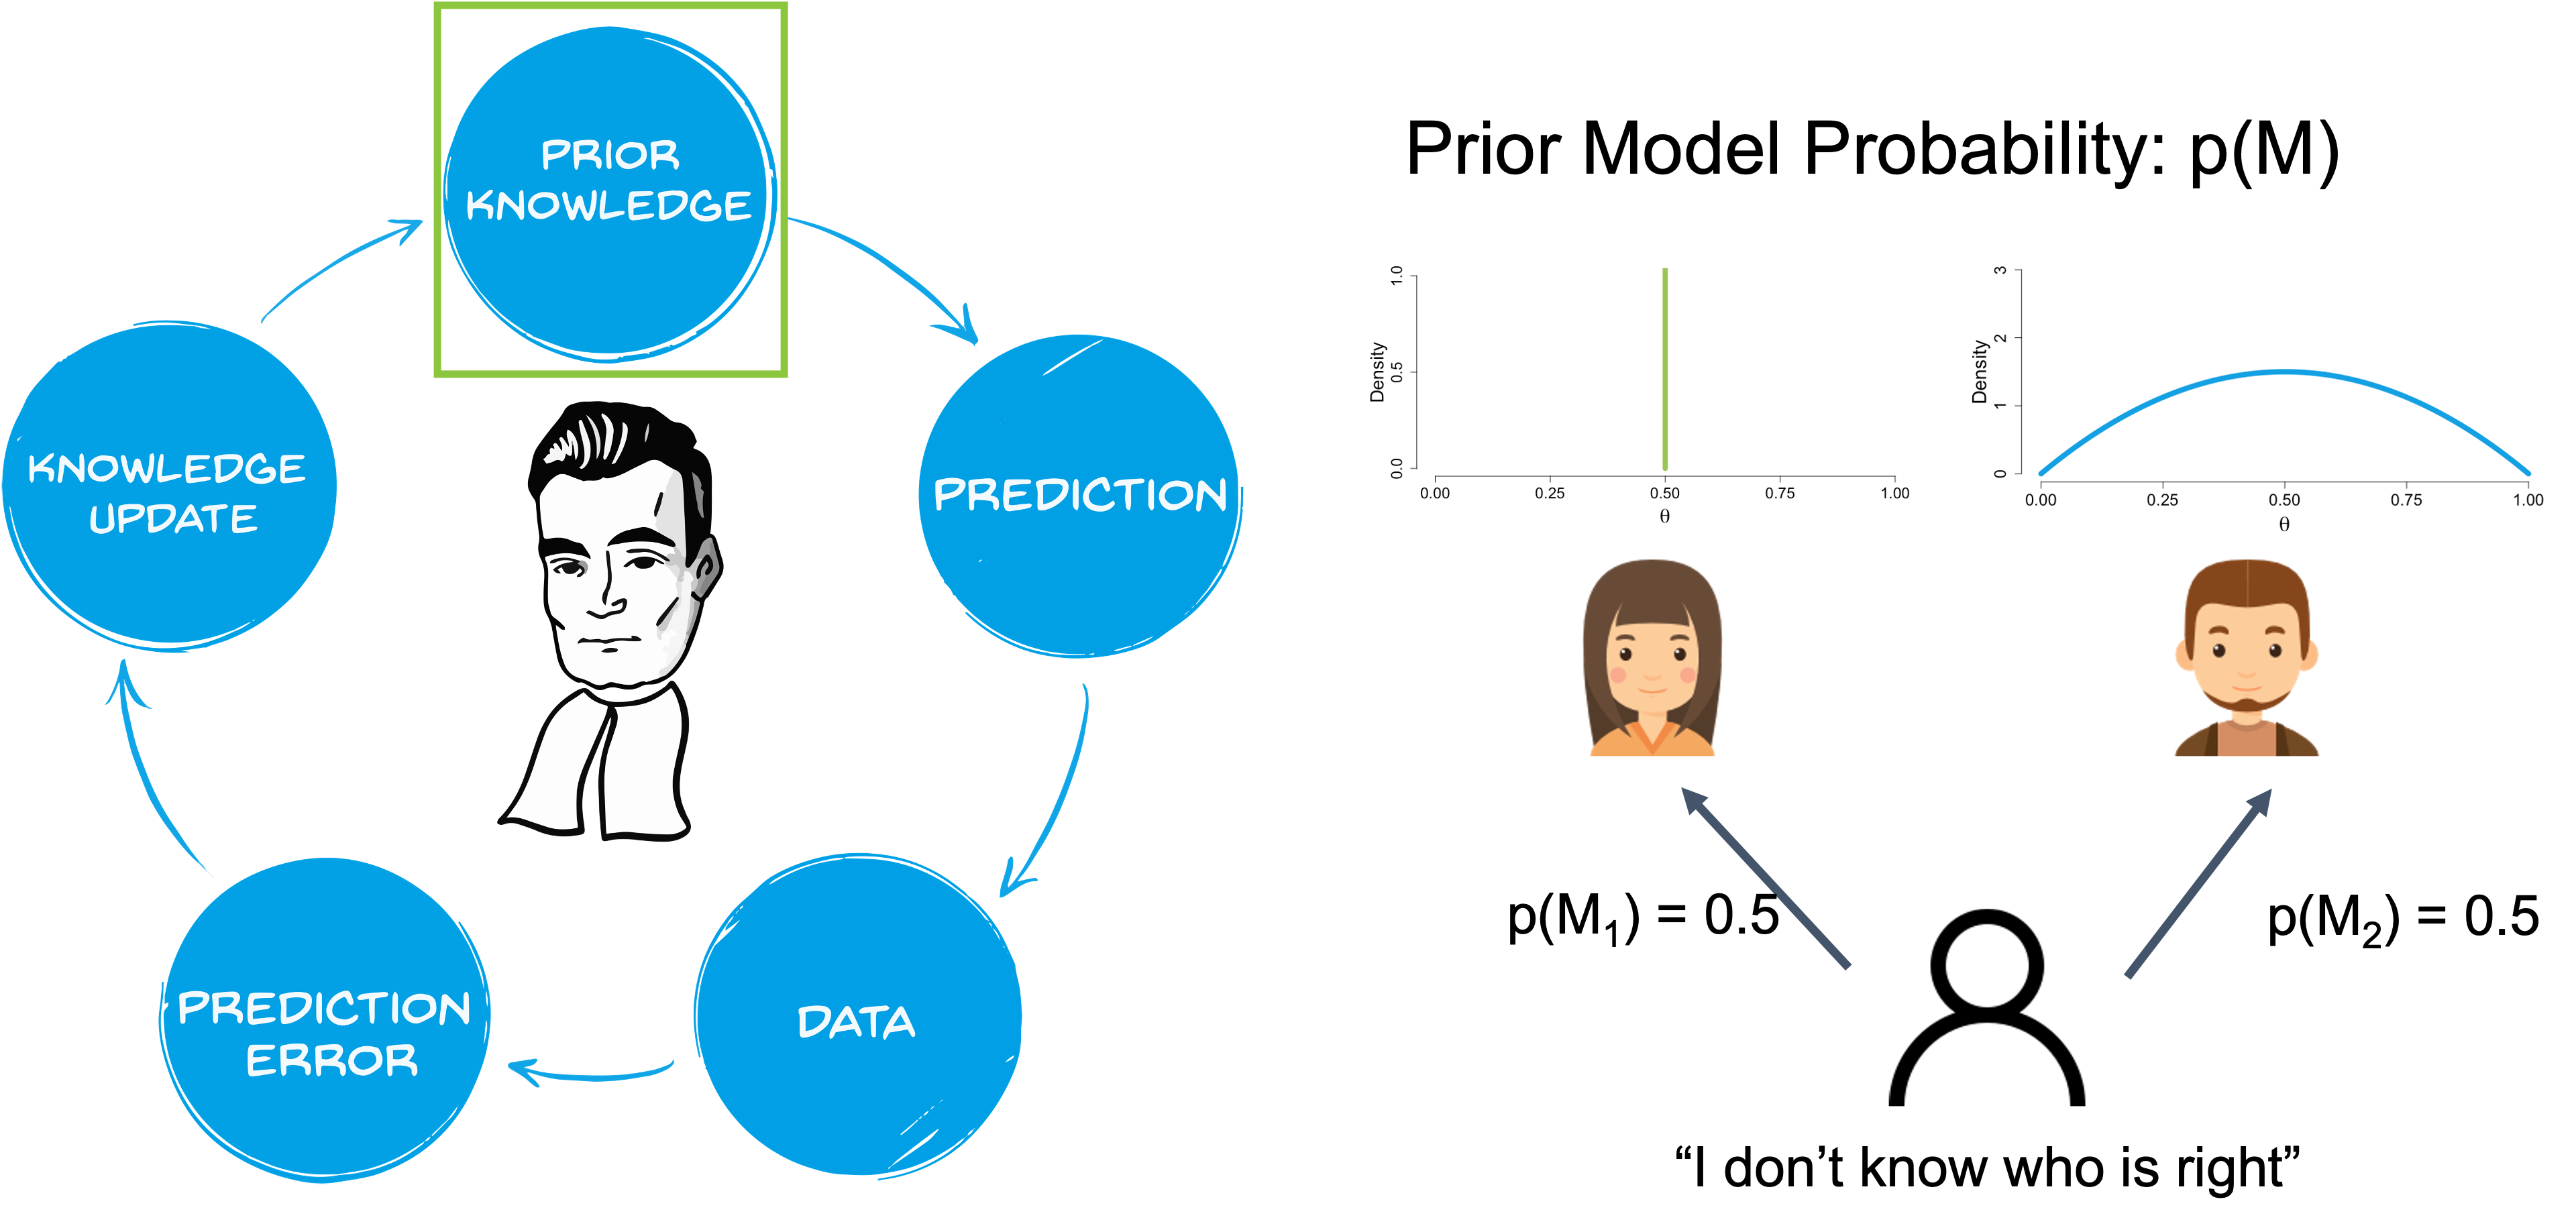 PRIOR
KNOWLEDGE
PREDICTION
DATA
PREDICTION
ERROR
KNOWLEDGE
UPDATE
Prior Model Probability: p(M)
Density
1.0
0.5
0.0
0.00 0.25 0.50 0.75 1.00
θ
Density
3
2
1
0
0.00 0.25 0.50 0.75 1.00
θ
p(M₁) = 0.5
p(M₂) = 0.5
“I don’t know who is right”